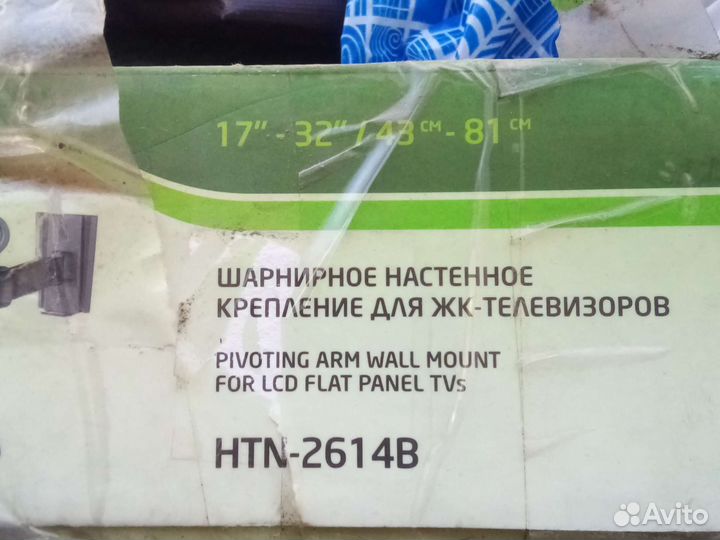 17" - 32" / 43 см - 81 см
ШАРНИРНОЕ НАСТЕННОЕ
КРЕПЛЕНИЕ ДЛЯ ЖК-ТЕЛЕВИЗОРОВ
PIVOTING ARM WALL MOUNT
FOR LCD FLAT PANEL TVs
HTN-2614B
Avito